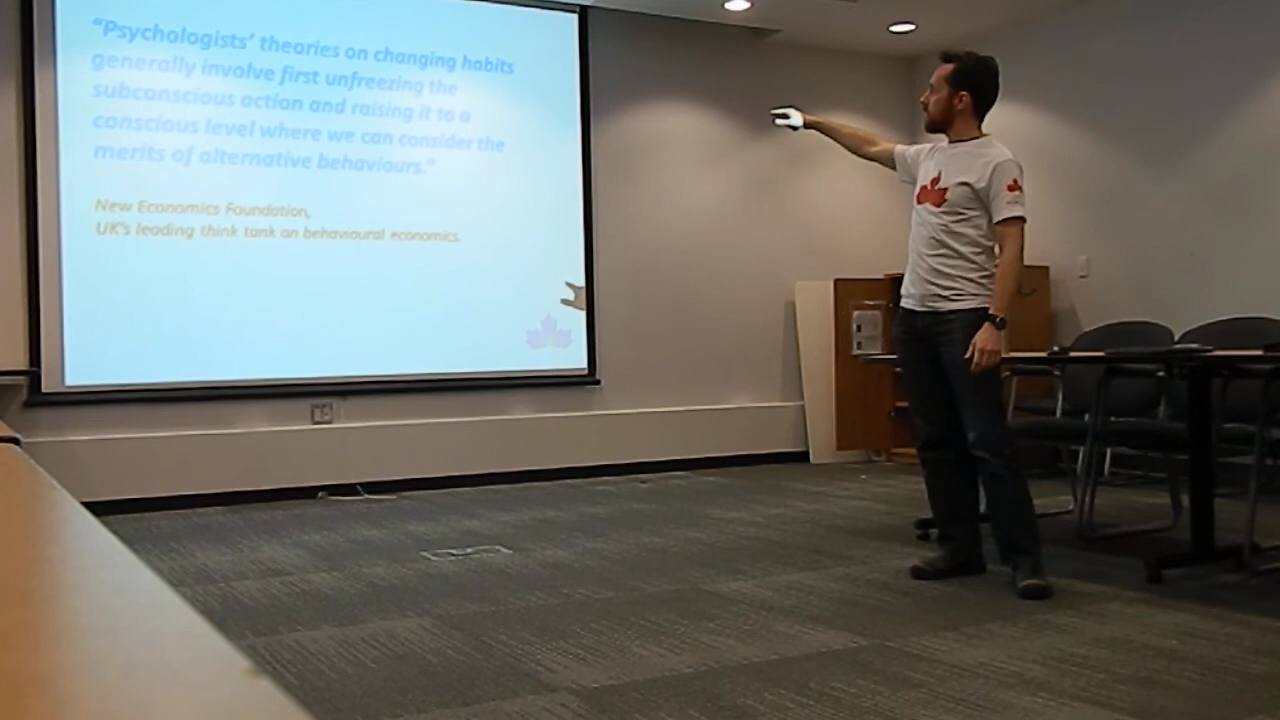 “Psychologists’ theories on changing habits
generally involve first unfreezing the
subconscious action and raising it to a
conscious level where we can consider the
merits of alternative behaviours.”
New Economics Foundation,
UK's leading think tank on behavioural economics.